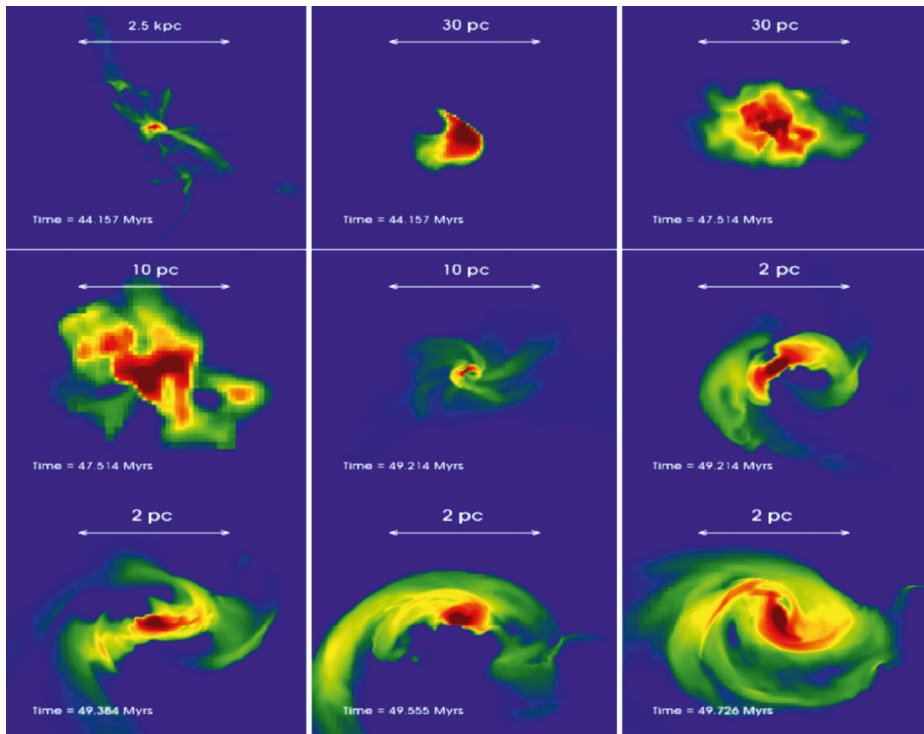 2.5 kpc
Time = 44.157 Myrs
30 pc
Time = 44.157 Myrs
30 pc
Time = 47.514 Myrs
10 pc
Time = 47.514 Myrs
10 pc
Time = 49.214 Myrs
2 pc
Time = 49.214 Myrs
2 pc
Time = 49.384 Myrs
2 pc
Time = 49.555 Myrs
2 pc
Time = 49.726 Myrs